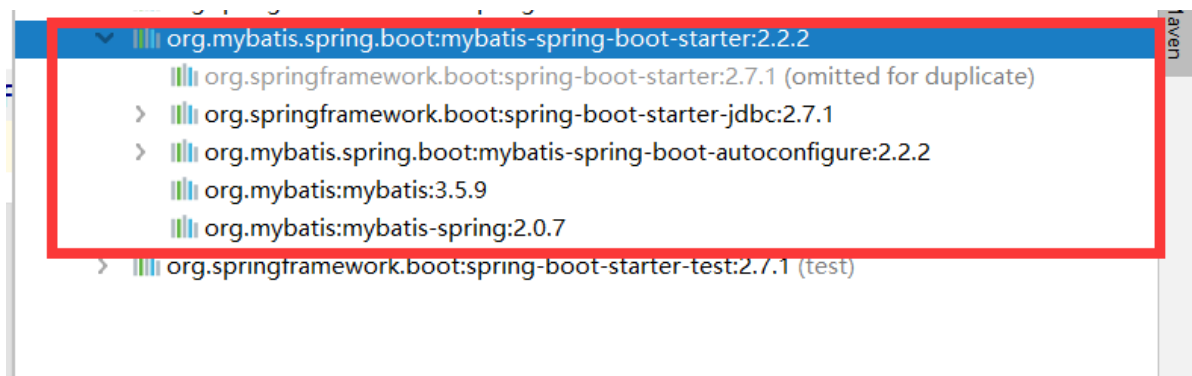 org.mybatis.spring.boot:mybatis-spring-boot-starter:2.2.2
org.springframework.boot:spring-boot-starter:2.7.1 (omitted for duplicate)
org.springframework.boot:spring-boot-starter-jdbc:2.7.1
org.mybatis.spring.boot:mybatis-spring-boot-autoconfigure:2.2.2
org.mybatis:mybatis:3.5.9
org.mybatis:mybatis-spring:2.0.7
org.springframework.boot:spring-boot-starter-test:2.7.1 (test)
Maven